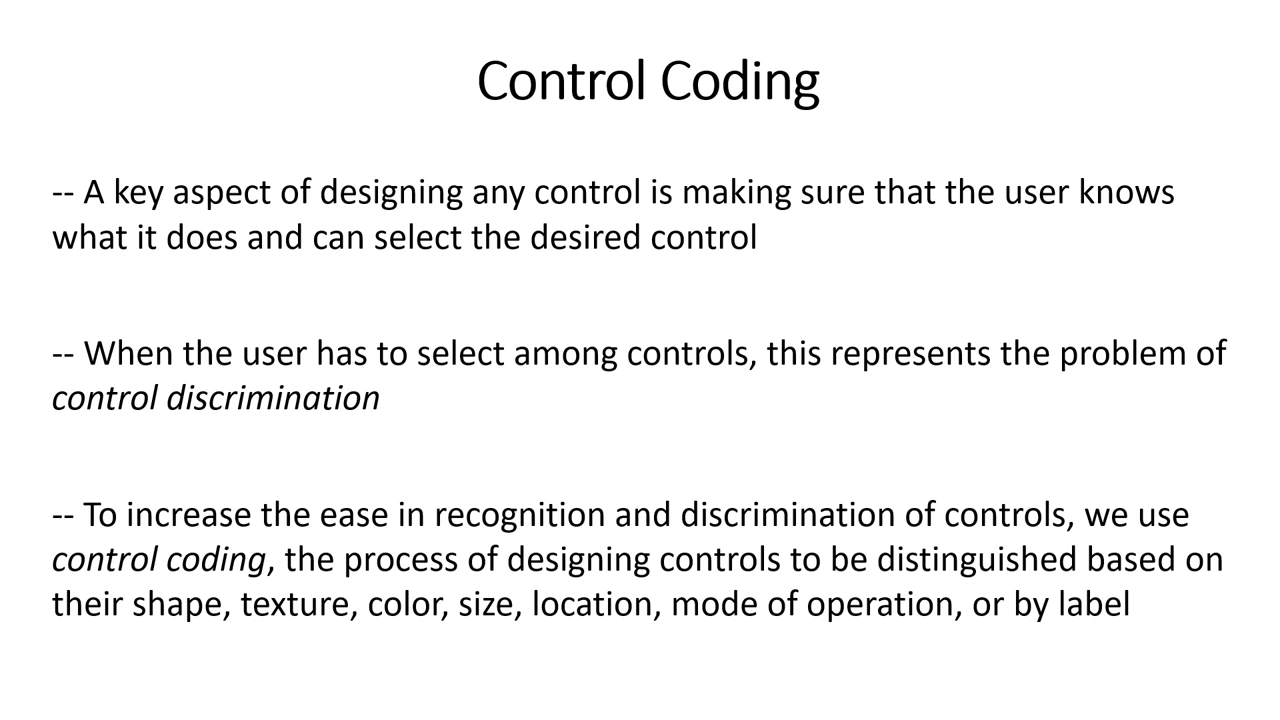 Control Coding
-- A key aspect of designing any control is making sure that the user knows
what it does and can select the desired control
-- When the user has to select among controls, this represents the problem of
control discrimination
-- To increase the ease in recognition and discrimination of controls, we use
control coding, the process of designing controls to be distinguished based on
their shape, texture, color, size, location, mode of operation, or by label